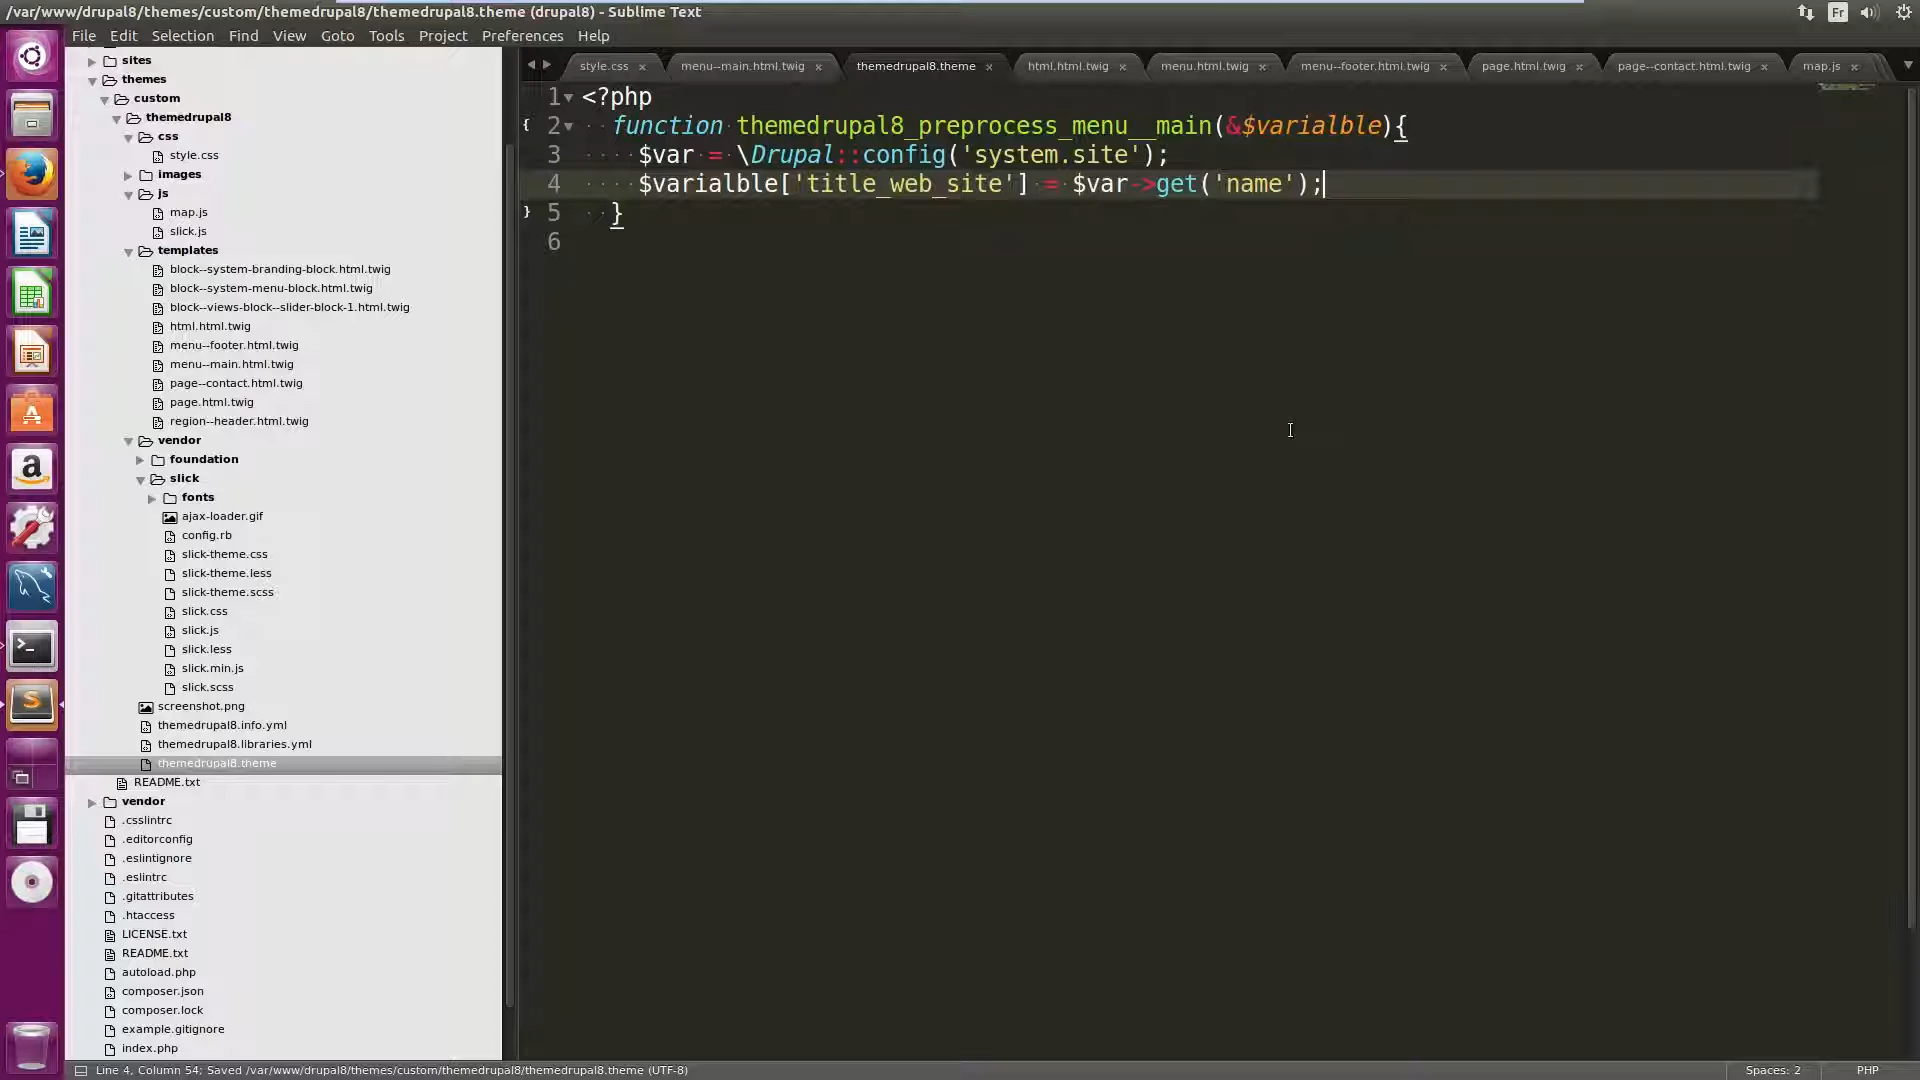 /var/www/drupal8/themes/custom/themedrupal8/themedrupal8.theme (drupal8) - Sublime Text
Fr
File Edit Selection Find View Goto Tools Project Preferences Help
sites
themes
custom
themedrupal8
css
style.css
images
js
map.js
slick.js
templates
block--system-branding-block.html.twig
block--system-menu-block.html.twig
block--views-block--slider-block-1.html.twig
html.html.twig
menu--footer.html.twig
menu--main.html.twig
page--contact.html.twig
page.html.twig
region--header.html.twig
vendor
foundation
slick
fonts
ajax-loader.gif
config.rb
slick-theme.css
slick-theme.less
slick-theme.scss
slick.css
slick.js
slick.less
slick.min.js
slick.scss
screenshot.png
themedrupal8.info.yml
themedrupal8.libraries.yml
themedrupal8.theme
README.txt
vendor
.csslintrc
.editorconfig
.eslintignore
.eslintrc
.gitattributes
.htaccess
LICENSE.txt
README.txt
autoload.php
composer.json
composer.lock
example.gitignore
index.php
style.css menu--main.html.twig themedrupal8.theme html.html.twig menu.html.twig menu--footer.html.twig page.html.twig page--contact.html.twig map.js
1 <?php
2 function themedrupal8_preprocess_menu__main(&$varialble){
3 $var = \Drupal::config('system.site');
4 $varialble['title_web_site'] = $var->get('name');
5 }
6
Line 4, Column 54; Saved /var/www/drupal8/themes/custom/themedrupal8/themedrupal8.theme (UTF-8)
Spaces: 2 PHP